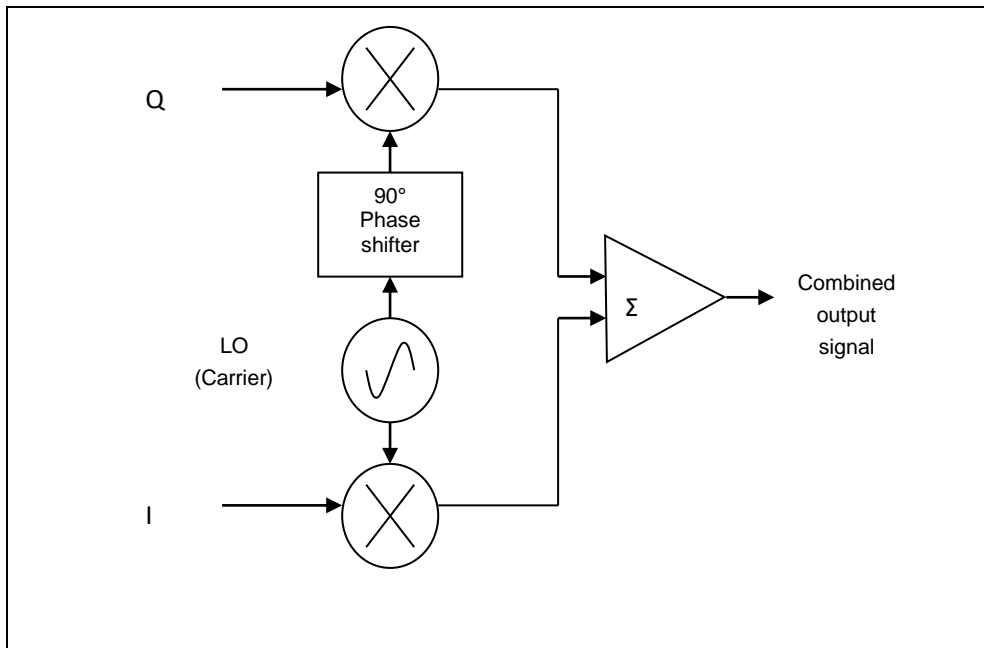 Q
90°
Phase
shifter
Σ
Combined
output
signal
LO
(Carrier)
I